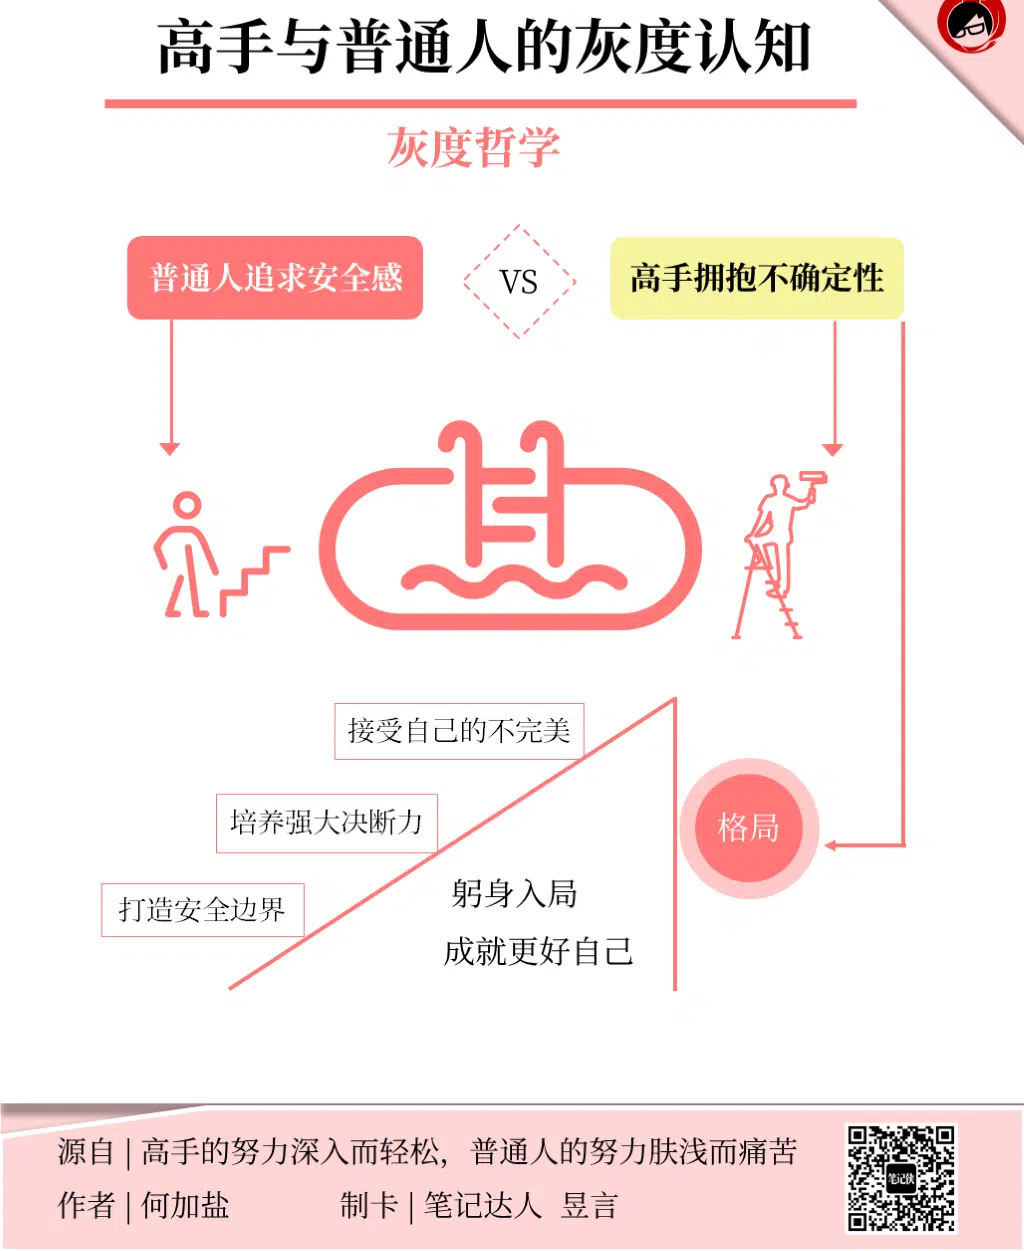 高手与普通人的灰度认知
灰度哲学
普通人追求安全感
VS
高手拥抱不确定性
接受自己的不完美
培养强大决断力
格局
打造安全边界
躬身入局
成就更好自己
源自 | 高手的努力深入而轻松，普通人的努力肤浅而痛苦
作者 | 何加盐
制卡 | 笔记达人 昱言
笔记侠